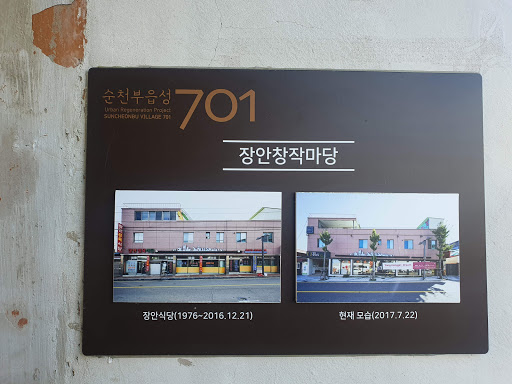 순천부읍성
Urban Regeneration Project
SUNCHEONBU VILLAGE 701
701
장안창작마당
장안식당(1976~2016.12.21)
현재 모습(2017.7.22)